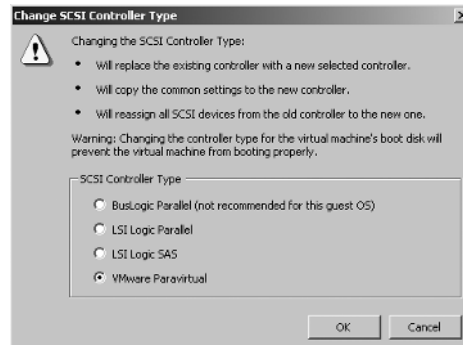 Change SCSI Controller Type
Changing the SCSI Controller Type:
• Will replace the existing controller with a new selected controller.
• Will copy the common settings to the new controller.
• Will reassign all SCSI devices from the old controller to the new one.
Warning: Changing the controller type for the virtual machine's boot disk will
prevent the virtual machine from booting properly.
SCSI Controller Type
BusLogic Parallel (not recommended for this guest OS)
LSI Logic Parallel
LSI Logic SAS
VMware Paravirtual
OK Cancel